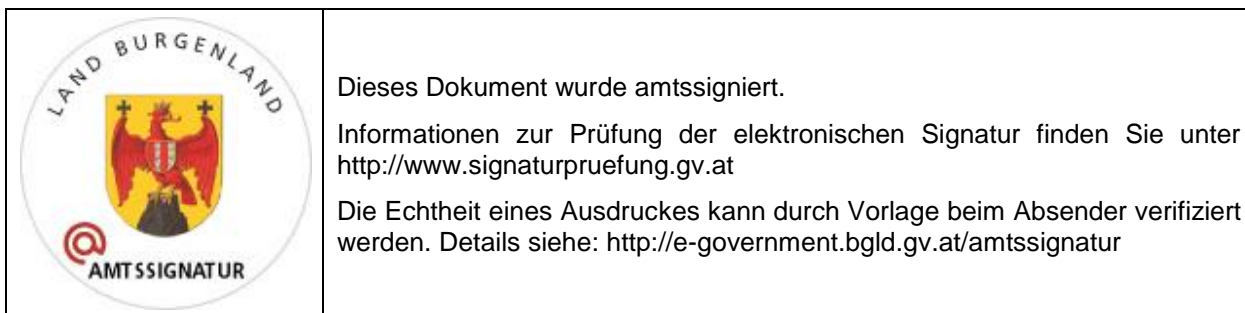 LAND BURGENLAND
AMTSSIGNATUR
Dieses Dokument wurde amtssigniert.
Informationen zur Prüfung der elektronischen Signatur finden Sie unter
http://www.signaturpruefung.gv.at
Die Echtheit eines Ausdruckes kann durch Vorlage beim Absender verifiziert
werden. Details siehe: http://e-government.bgld.gv.at/amtssignatur